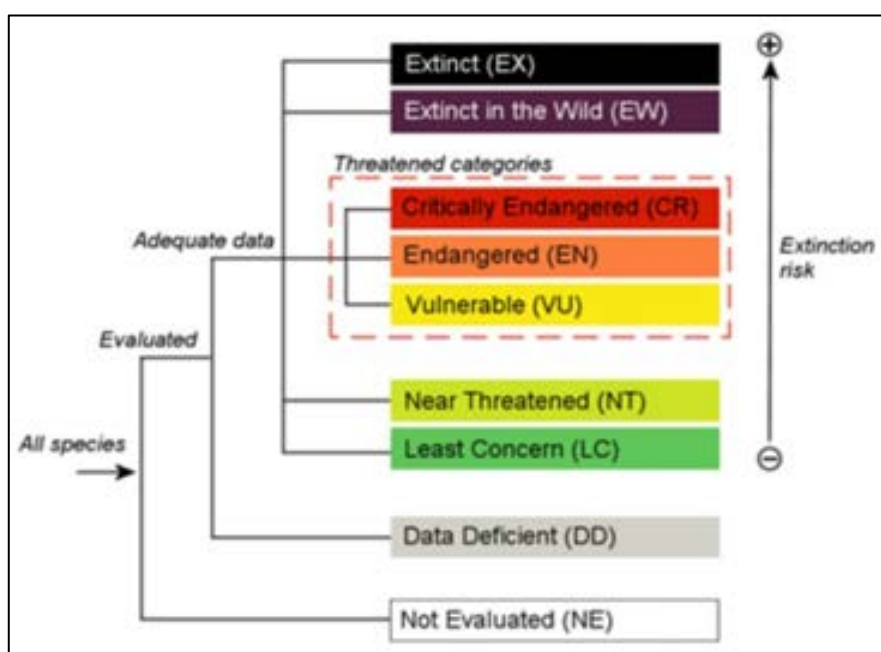 Extinct (EX)
Extinct in the Wild (EW)
Threatened categories
Critically Endangered (CR)
Adequate data
Endangered (EN)
Extinction
risk
Vulnerable (VU)
Evaluated
Near Threatened (NT)
All species
Least Concern (LC)
Data Deficient (DD)
Not Evaluated (NE)